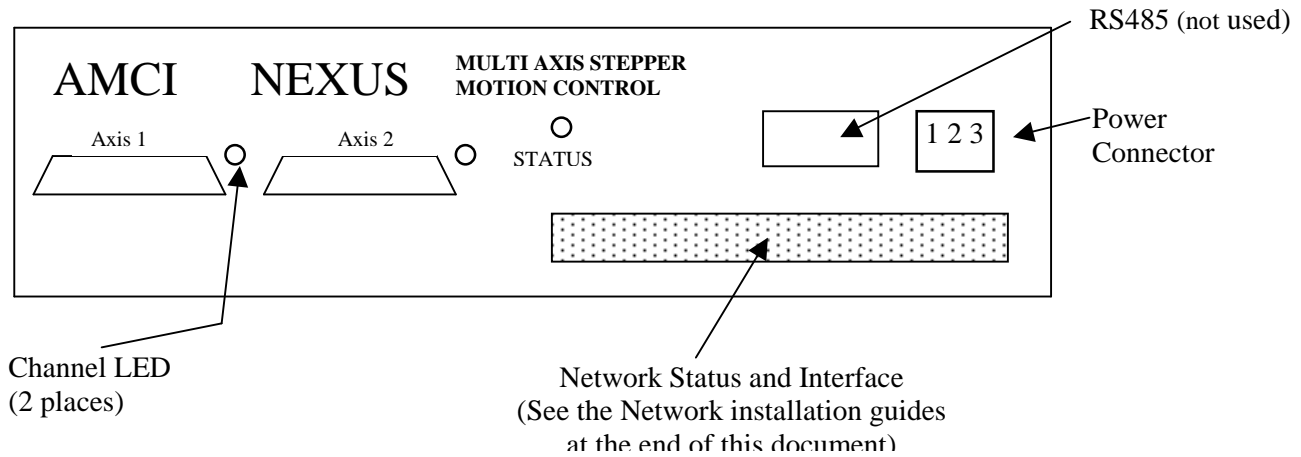 RS485 (not used)
AMCI NEXUS
MULTI AXIS STEPPER
MOTION CONTROL
Axis 1
Axis 2
STATUS
1 2 3
Power
Connector
Channel LED
(2 places)
Network Status and Interface
(See the Network installation guides
at the end of this document)